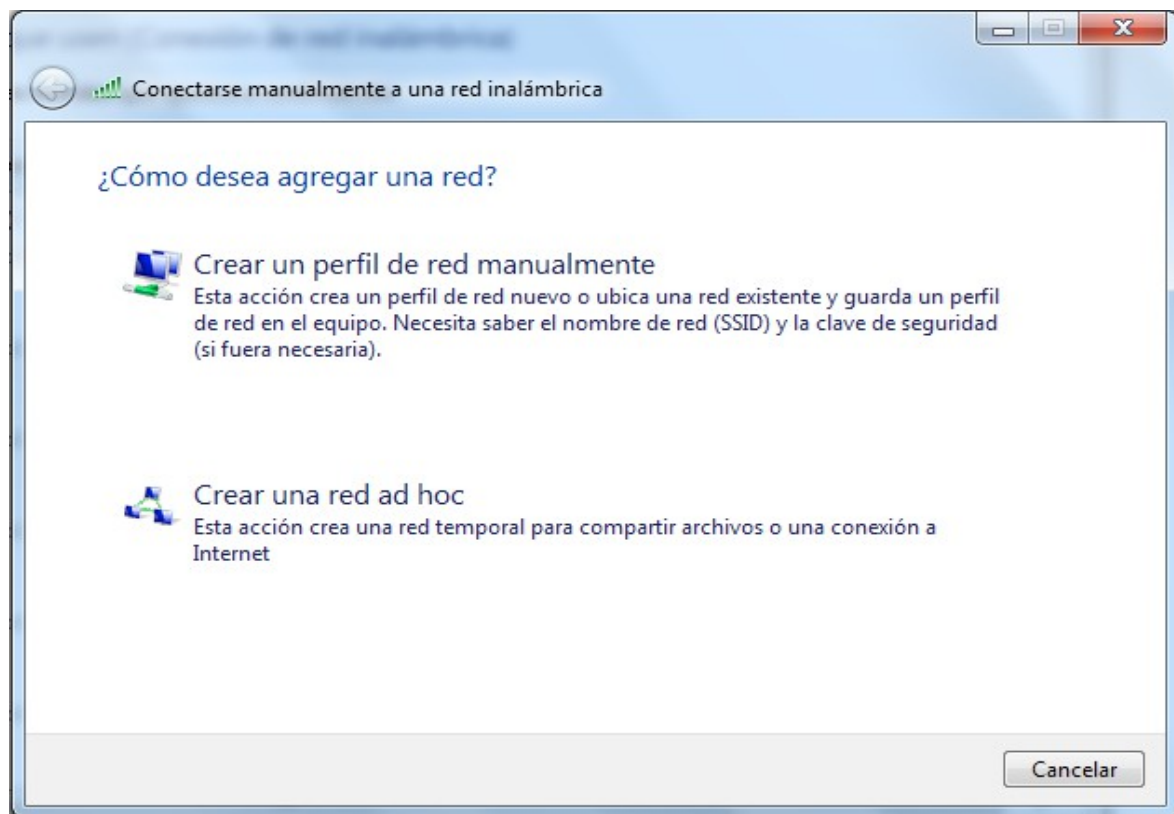 Conectarse manualmente a una red inalámbrica
¿Cómo desea agregar una red?
Crear un perfil de red manualmente
Esta acción crea un perfil de red nuevo o ubica una red existente y guarda un perfil
de red en el equipo. Necesita saber el nombre de red (SSID) y la clave de seguridad
(si fuera necesaria).
Crear una red ad hoc
Esta acción crea una red temporal para compartir archivos o una conexión a
Internet
Cancelar